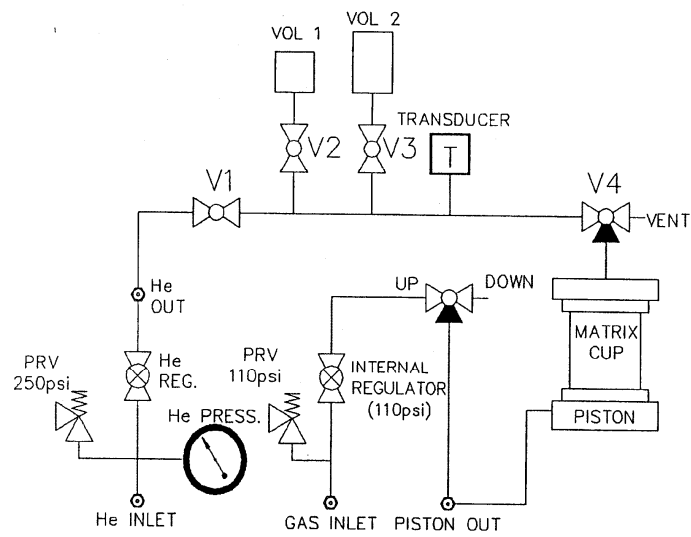 VOL 1
VOL 2
TRANSDUCER
T
V1
V2
V3
V4
VENT
He
OUT
UP
DOWN
MATRIX
CUP
PISTON
PRV
250psi
He
REG.
He PRESS.
PRV
110psi
INTERNAL
REGULATOR
(110psi)
He INLET
GAS INLET
PISTON OUT